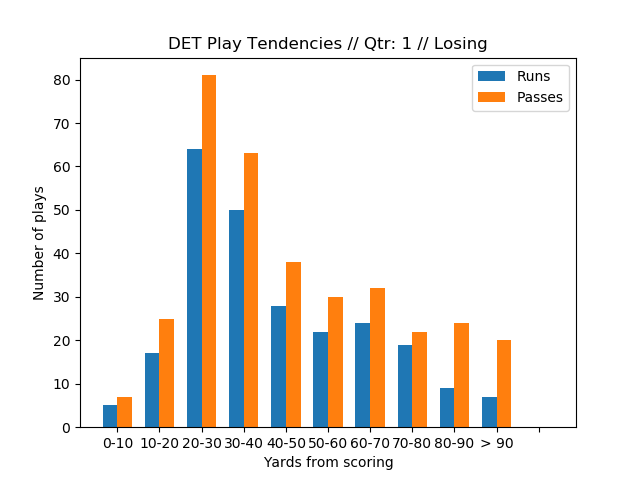 DET Play Tendencies // Qtr: 1 // Losing
Runs
Passes
80
70
60
50
40
30
20
10
0
Number of plays
0-10 10-20 20-30 30-40 40-50 50-60 60-70 70-80 80-90 > 90
Yards from scoring